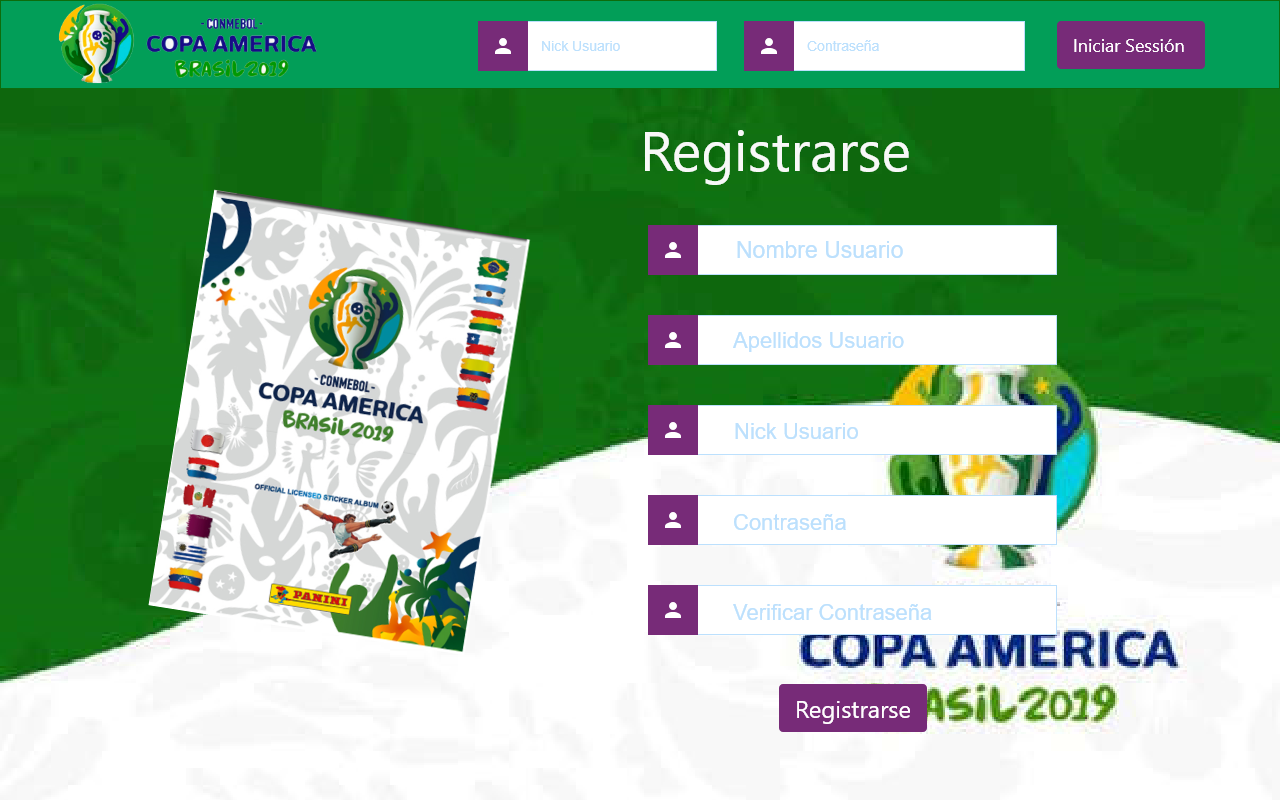 - CONMEBOL -
COPA AMERICA
BRASIL 2019
Nick Usuario
Contraseña
Iniciar Sessión
Registrarse
Nombre Usuario
Apellidos Usuario
Nick Usuario
Contraseña
Verificar Contraseña
Registrarse
- CONMEBOL -
COPA AMERICA
BRASIL 2019
OFFICIAL LICENSED STICKER ALBUM
PANINI
COPA AMERICA
ASIL 2019